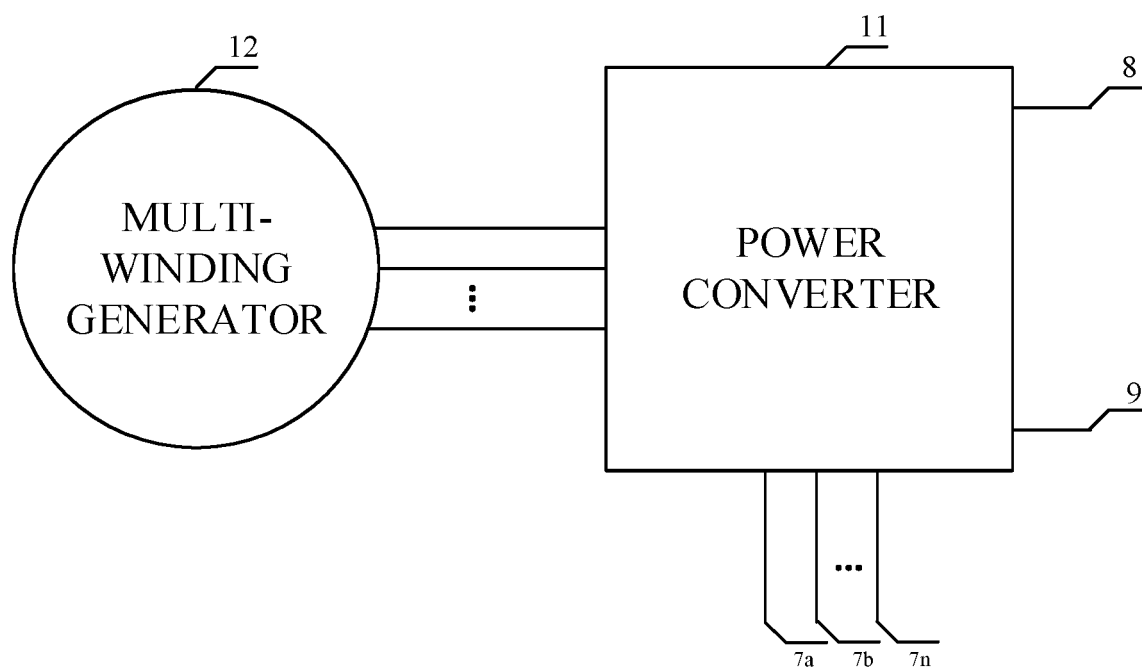 12
11
8
MULTI-
WINDING
GENERATOR
POWER
CONVERTER
9
7a
7b
7n